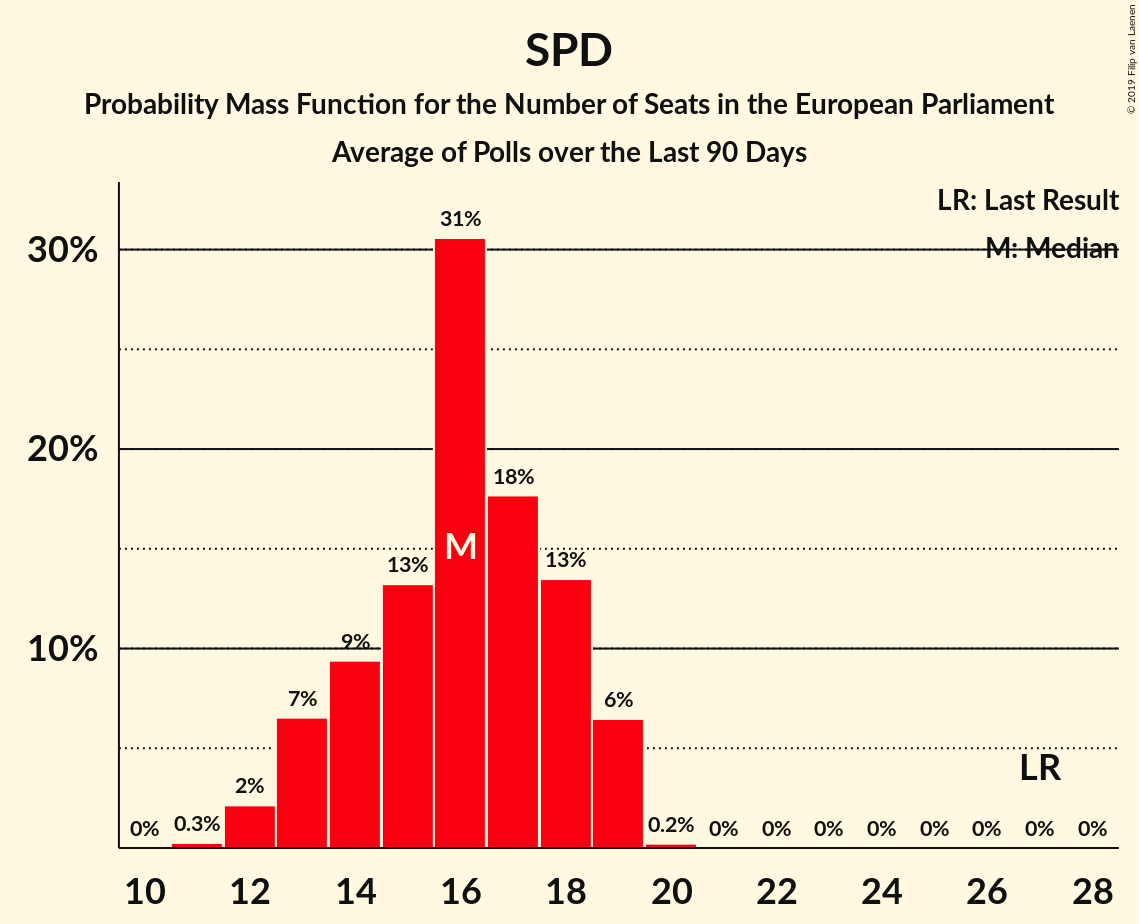 SPD
Probability Mass Function for the Number of Seats in the European Parliament
Average of Polls over the Last 90 Days
© 2019 Filip van Laenen
LR: Last Result
M: Median
30%
20%
10%
0%
0.3%
2%
7%
9%
13%
31%
18%
13%
6%
0.2%
0%
0%
0%
0%
0%
0%
0%
0%
M
LR
10 12 14 16 18 20 22 24 26 28